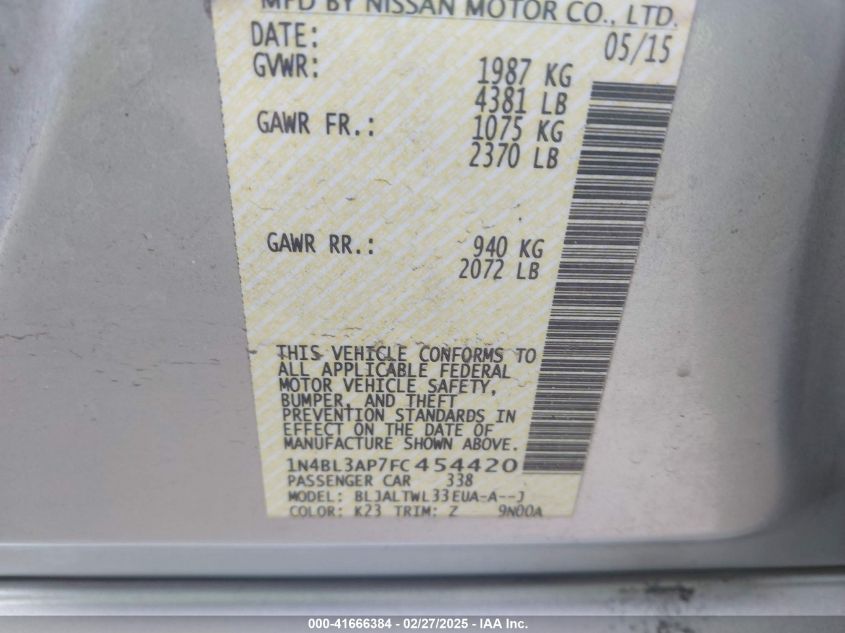 MFD BY NISSAN MOTOR CO., LTD.
DATE: 05/15
GVWR: 1987 KG
4381 LB
GAWR FR.: 1075 KG
2370 LB
GAWR RR.: 940 KG
2072 LB
THIS VEHICLE CONFORMS TO
ALL APPLICABLE FEDERAL
MOTOR VEHICLE SAFETY,
BUMPER, AND THEFT
PREVENTION STANDARDS IN
EFFECT ON THE DATE OF
MANUFACTURE SHOWN ABOVE.
1N4BL3AP7FC454420
PASSENGER CAR 338
MODEL: BLJALTWL33EUA-A--J
COLOR: K23 TRIM: Z 9N00A
000-41666384 - 02/27/2025 - IAA Inc.